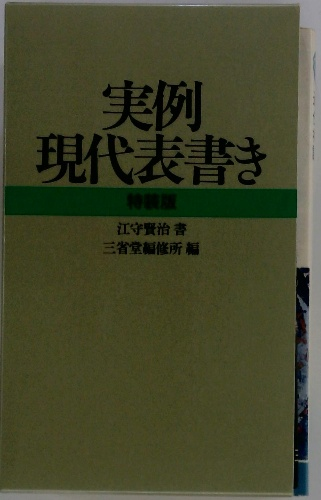 実例
現代表書き
特装版
江守賢治 書
三省堂編修所 編